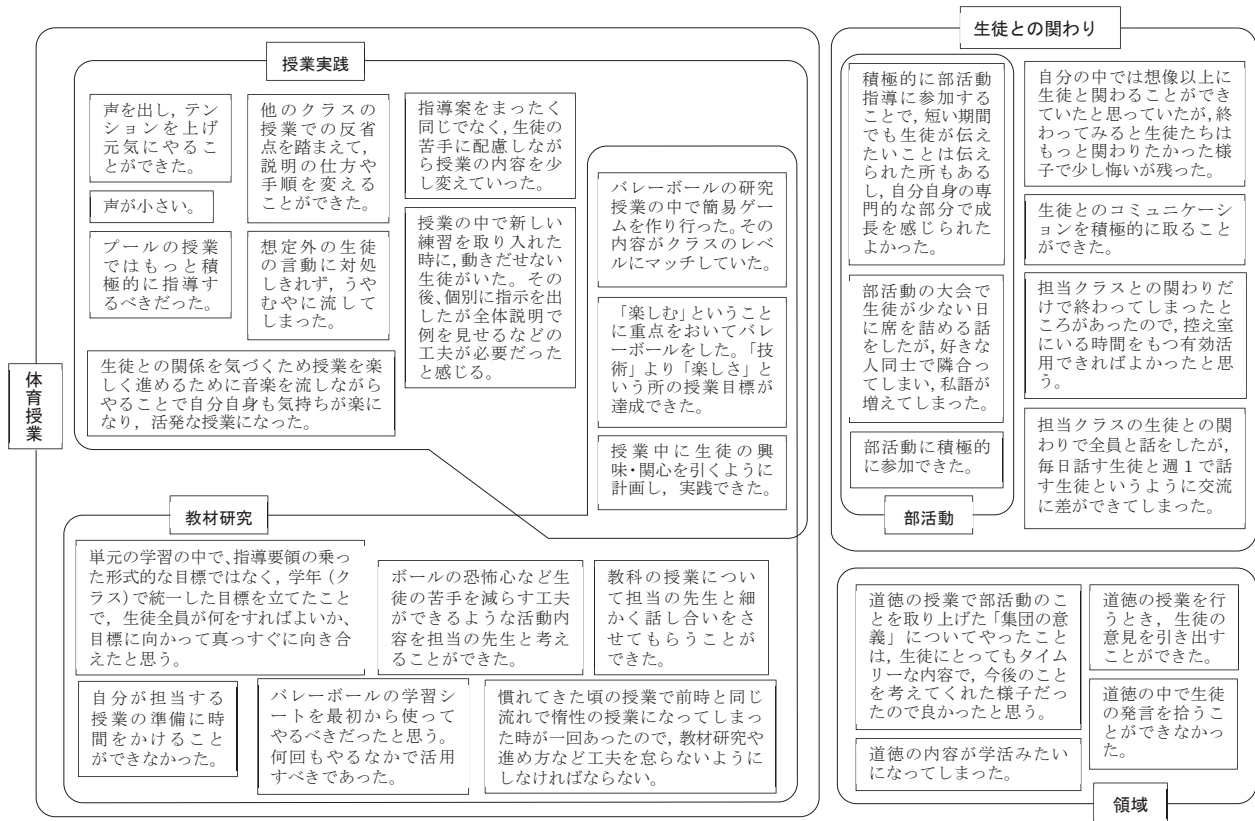 体育授業
授業実践
声を出し，テン
ションを上げ
元気にやるこ
とができた。
声が小さい。
プールの授業
ではもっと積
極的に指導す
るべきだった。
他のクラスの
授業での反省
点を踏まえて，
説明の仕方や
手順を変える
ことができた。
想定外の生徒
の言動に対処
しきれず，うや
むやに流して
しまった。
指導案をまったく
同じでなく，生徒の
苦手に配慮しなが
ら授業の内容を少
し変えていった。
授業の中で新しい
練習を取り入れた
時に，動きだせない
生徒がいた。その
後、個別に指示を出
したが全体説明で
例を見せるなどの
工夫が必要だった
と感じる。
生徒との関係を気づくため授業を楽
しく進めるために音楽を流しながら
やることで自分自身も気持ちが楽に
なり，活発な授業になった。
バレーボールの研究
授業の中で簡易ゲー
ムを作り行った。その
内容がクラスのレベ
ルにマッチしていた。
「楽しむ」ということ
に重点をおいてバレ
ーボールをした。「技
術」より「楽しさ」と
いう所の授業目標が
達成できた。
授業中に生徒の興
味・関心を引くように
計画し，実践できた。
教材研究
単元の学習の中で、指導要領の乗っ
た形式的な目標ではなく，学年（ク
ラス）で統一した目標を立てたこと
で，生徒全員が何をすればよいか、
目標に向かって真っすぐに向き合
えたと思う。
ボールの恐怖心など生
徒の苦手を減らす工夫
ができるような活動内
容を担当の先生と考え
ることができた。
教科の授業につい
て担当の先生と細
かく話し合いをさ
せてもらうことが
できた。
自分が担当する
授業の準備に時
間をかけること
ができなかった。
バレーボールの学習シ
ートを最初から使って
やるべきだったと思う。
何回もやるなかで活用
すべきであった。
慣れてきた頃の授業で前時と同じ
流れで惰性の授業になってしまっ
た時が一回あったので，教材研究や
進め方など工夫を怠らないように
しなければならない。
生徒との関わり
積極的に部活動
指導に参加する
ことで，短い期間
でも生徒が伝え
たいことは伝え
られた所もある
し，自分自身の専
門的な部分で成
長を感じられた
よかった。
部活動の大会で
生徒が少ない日
に席を詰める話
をしたが，好きな
人同士で隣合っ
てしまい，私語が
増えてしまった。
部活動に積極的
に参加できた。
部活動
自分の中では想像以上に
生徒と関わることができ
ていたと思っていたが，終
わってみると生徒たちは
もっと関わりたかった様
子で少し悔いが残った。
生徒とのコミュニケーシ
ョンを積極的に取ること
ができた。
担当クラスとの関わりだ
けで終わってしまったと
ころがあったので，控え室
にいる時間をもつ有効活
用できればよかったと思
う。
担当クラスの生徒との関
わりで全員と話をしたが，
毎日話す生徒と週１で話
す生徒というように交流
に差ができてしまった。
道徳の授業で部活動のこ
とを取り上げた「集団の意
義」についてやったこと
は，生徒にとってもタイム
リーな内容で，今後のこと
を考えてくれた様子だっ
たので良かったと思う。
道徳の内容が学活みたい
になってしまった。
道徳の授業を行
うとき，生徒の
意見を引き出す
ことができた。
道徳の中で生徒
の発言を拾うこ
とができなかっ
た。
領域